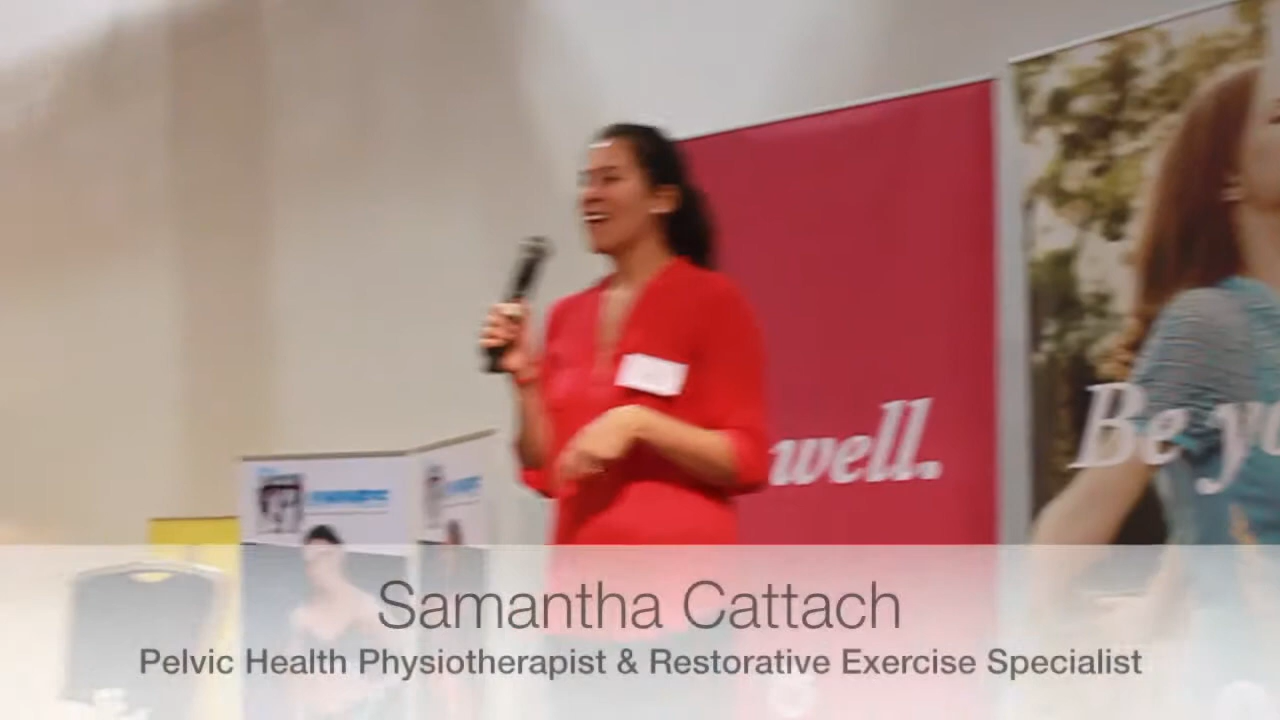 well.
Be yo
Samantha Cattach
Pelvic Health Physiotherapist & Restorative Exercise Specialist